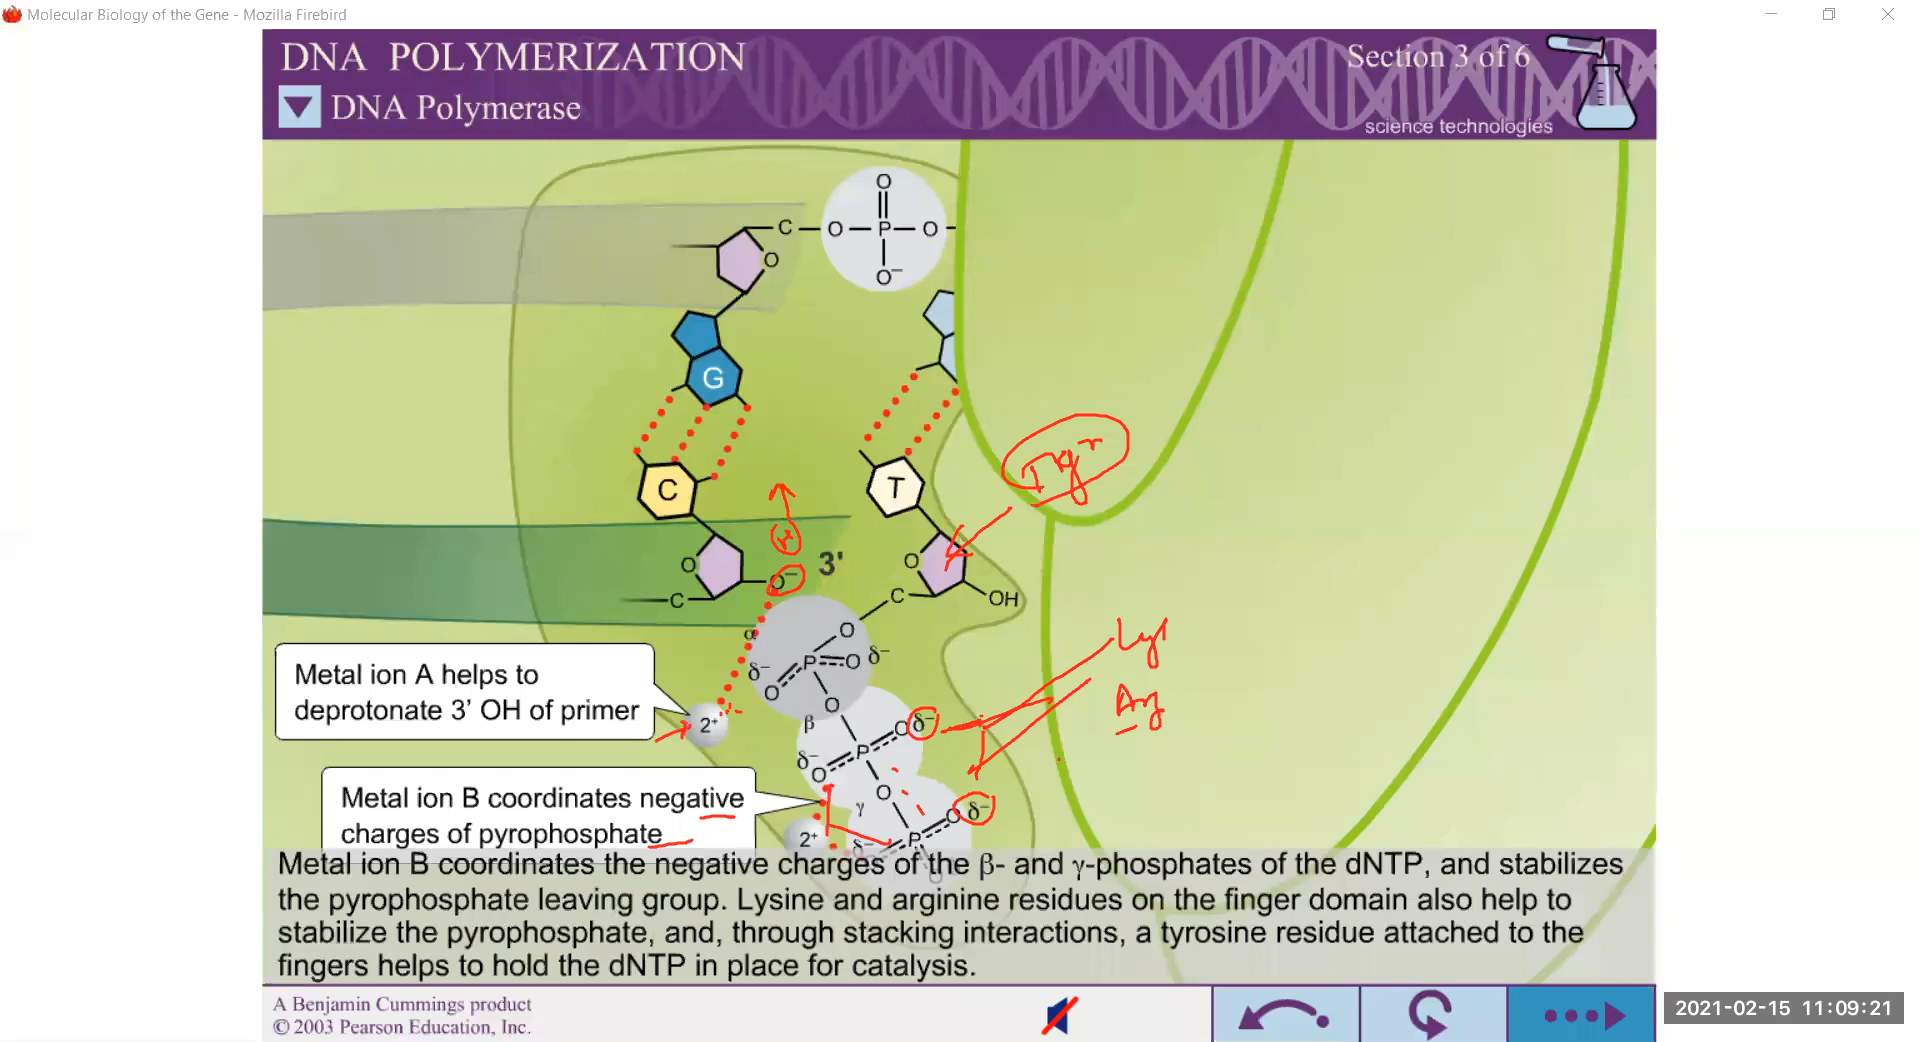 Molecular Biology of the Gene - Mozilla Firebird
DNA POLYMERIZATION
Section 3 of 6
DNA Polymerase
science technologies
O
C O P O
O
O⁻
G
C
T
H⁺
O
O⁻
3'
O
C
C
OH
O
α
δ⁻
P
O
δ⁻
O
O
Metal ion A helps to
deprotonate 3' OH of primer
2⁺
β
O
δ⁻
δ⁻
P
O
Metal ion B coordinates negative
charges of pyrophosphate
O
γ
O
δ⁻
2⁺
P
δ⁻
Lys
Arg
Metal ion B coordinates the negative charges of the β- and γ-phosphates of the dNTP, and stabilizes
the pyrophosphate leaving group. Lysine and arginine residues on the finger domain also help to
stabilize the pyrophosphate, and, through stacking interactions, a tyrosine residue attached to the
fingers helps to hold the dNTP in place for catalysis.
A Benjamin Cummings product
© 2003 Pearson Education, Inc.
2021-02-15 11:09:21